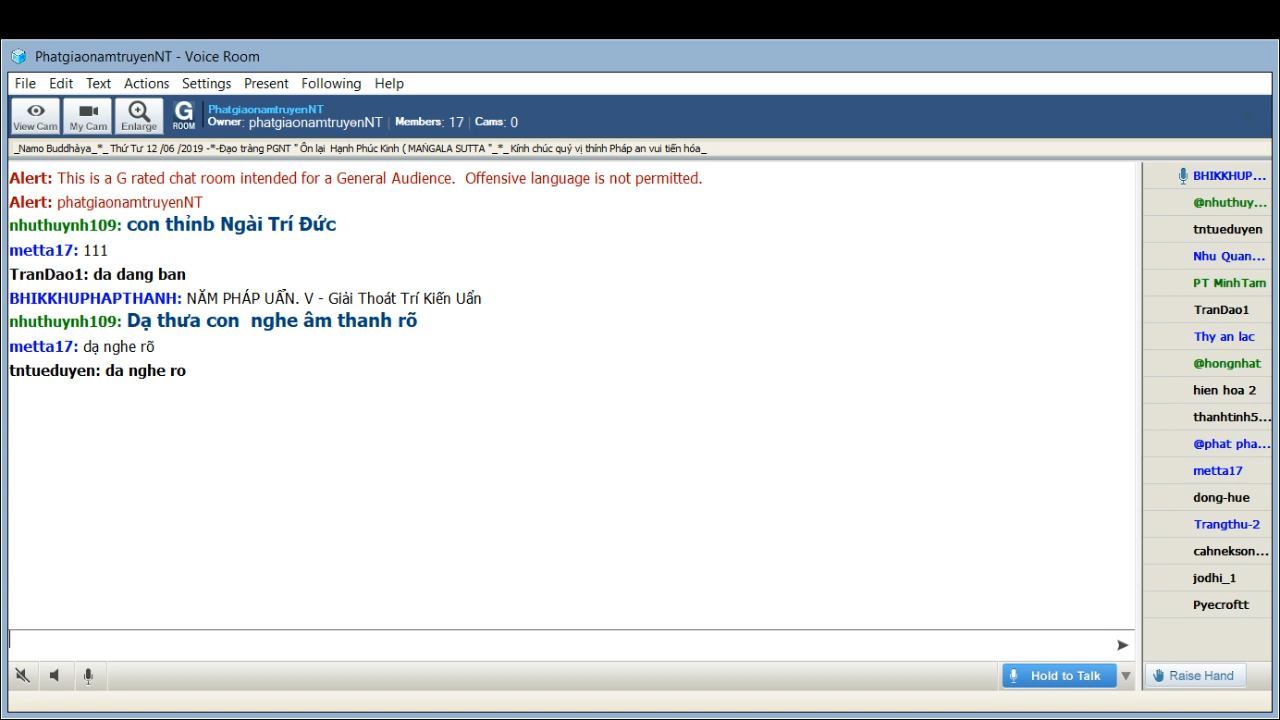 PhatgiaonamtruyenNT - Voice Room
File Edit Text Actions Settings Present Following Help
View Cam My Cam Enlarge G ROOM
PhatgiaonamtruyenNT
Owner: phatgiaonamtruyenNT | Members: 17 | Cams: 0
_Namo Buddhàya_*_ Thứ Tư 12 /06 /2019 -*-Đạo tràng PGNT " Ôn lại Hạnh Phúc Kinh ( MAṄGALA SUTTA "_*_ Kính chúc quý vị thính Pháp an vui tiến hóa_
Alert: This is a G rated chat room intended for a General Audience. Offensive language is not permitted.
Alert: phatgiaonamtruyenNT
nhuthuynh109: con thỉnb Ngài Trí Đức
metta17: 111
TranDao1: da dang ban
BHIKKHUPHAPTHANH: NĂM PHÁP UẨN. V - Giải Thoát Trí Kiến Uẩn
nhuthuynh109: Dạ thưa con nghe âm thanh rõ
metta17: dạ nghe rõ
tntueduyen: da nghe ro
BHIKKHUP...
@nhuthuy...
tntueduyen
Nhu Quan...
PT MinhTam
TranDao1
Thy an lac
@hongnhat
hien hoa 2
thanhtinh5...
@phat pha...
metta17
dong-hue
Trangthu-2
cahnekson...
jodhi_1
Pyecroftt
Hold to Talk
Raise Hand